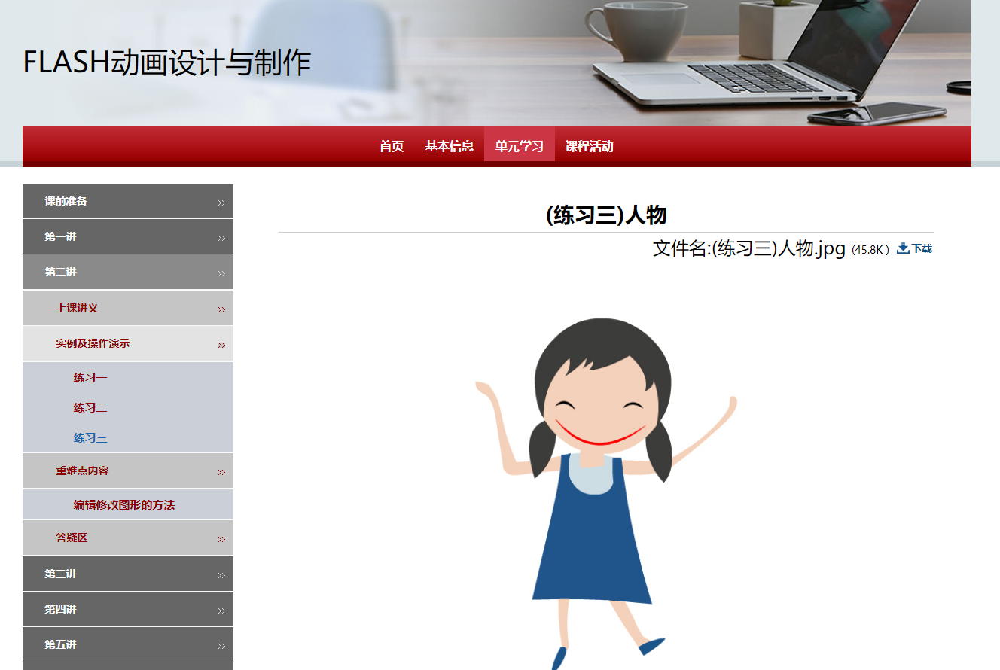 FLASH动画设计与制作
首页 基本信息 单元学习 课程活动
课前准备
第一讲
第二讲
上课讲义
实例及操作演示
练习一
练习二
练习三
重难点内容
编辑修改图形的方法
答疑区
第三讲
第四讲
第五讲
(练习三)人物
文件名:(练习三)人物.jpg (45.8K ) 下载